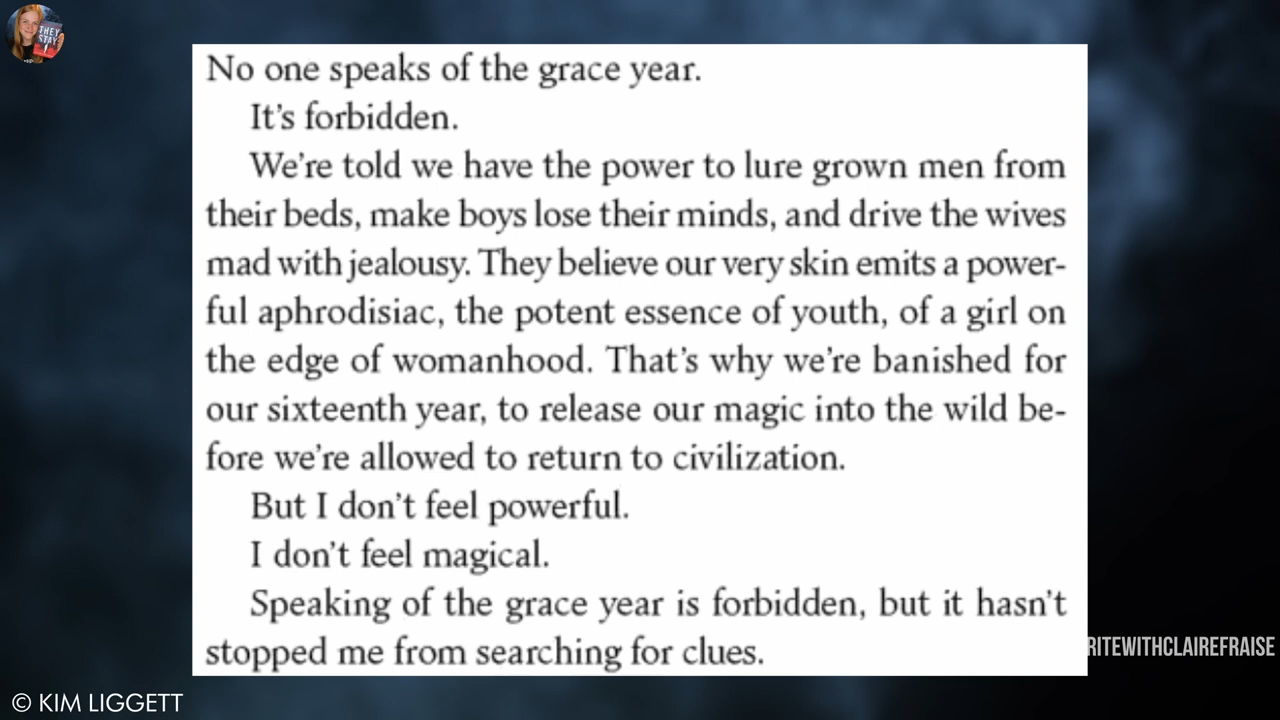 No one speaks of the grace year.
It's forbidden.
We're told we have the power to lure grown men from
their beds, make boys lose their minds, and drive the wives
mad with jealousy. They believe our very skin emits a power-
ful aphrodisiac, the potent essence of youth, of a girl on
the edge of womanhood. That's why we're banished for
our sixteenth year, to release our magic into the wild be-
fore we're allowed to return to civilization.
But I don't feel powerful.
I don't feel magical.
Speaking of the grace year is forbidden, but it hasn't
stopped me from searching for clues.
RITEWITHCLAIREFRAISE
© KIM LIGGETT
THEY
STAY